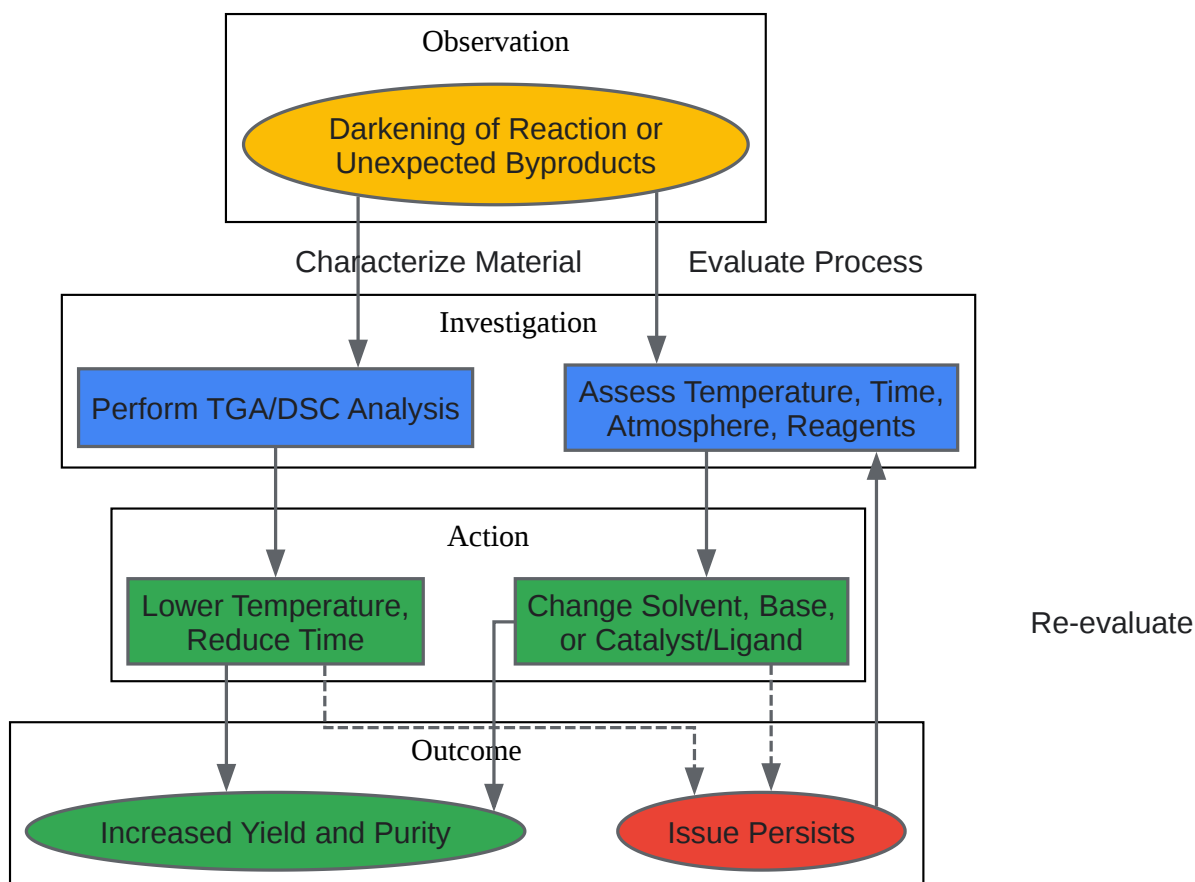 Observation
Darkening of Reaction or
Unexpected Byproducts
Characterize Material
Evaluate Process
Investigation
Perform TGA/DSC Analysis
Assess Temperature, Time,
Atmosphere, Reagents
Action
Lower Temperature,
Reduce Time
Change Solvent, Base,
or Catalyst/Ligand
Re-evaluate
Outcome
Increased Yield and Purity
Issue Persists